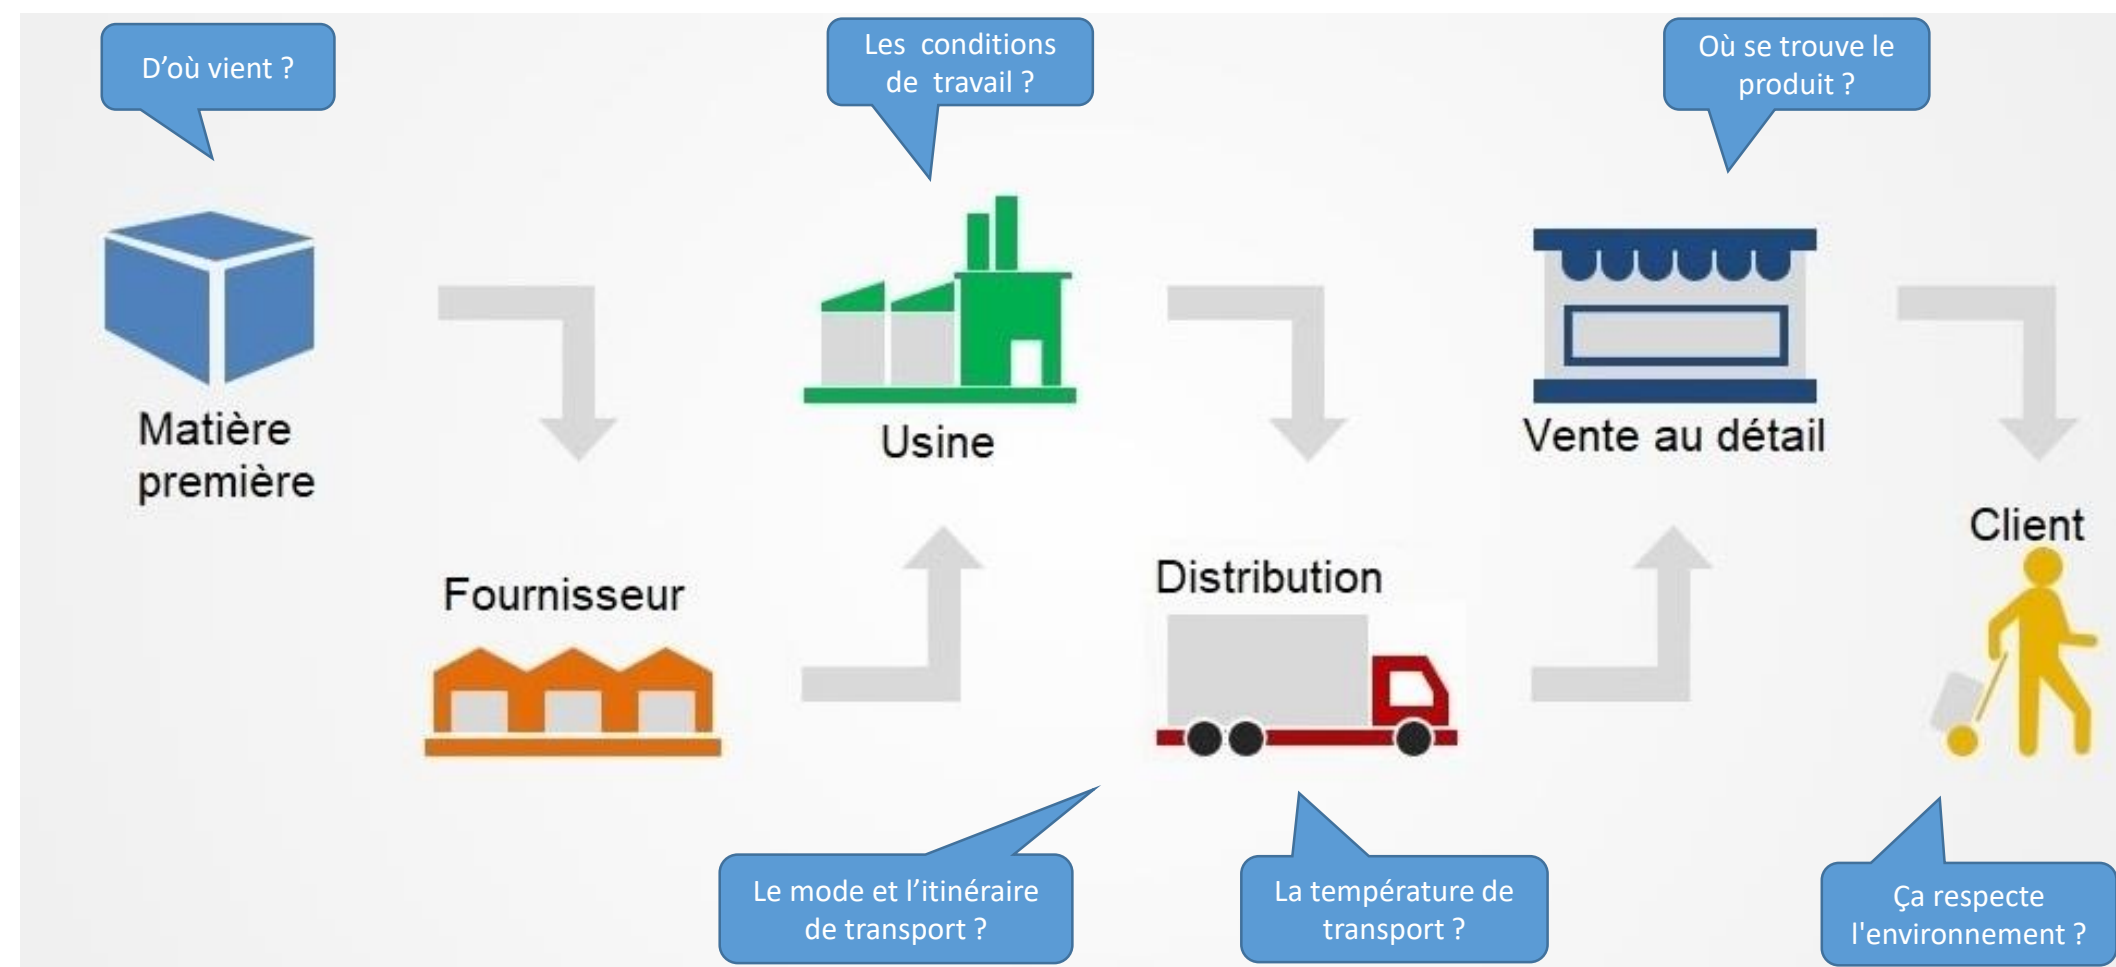 D’où vient ?
Les conditions
de travail ?
Où se trouve le
produit ?
Matière
première
Usine
Vente au détail
Client
Fournisseur
Distribution
Le mode et l’itinéraire
de transport ?
La température de
transport ?
Ça respecte
l'environnement ?